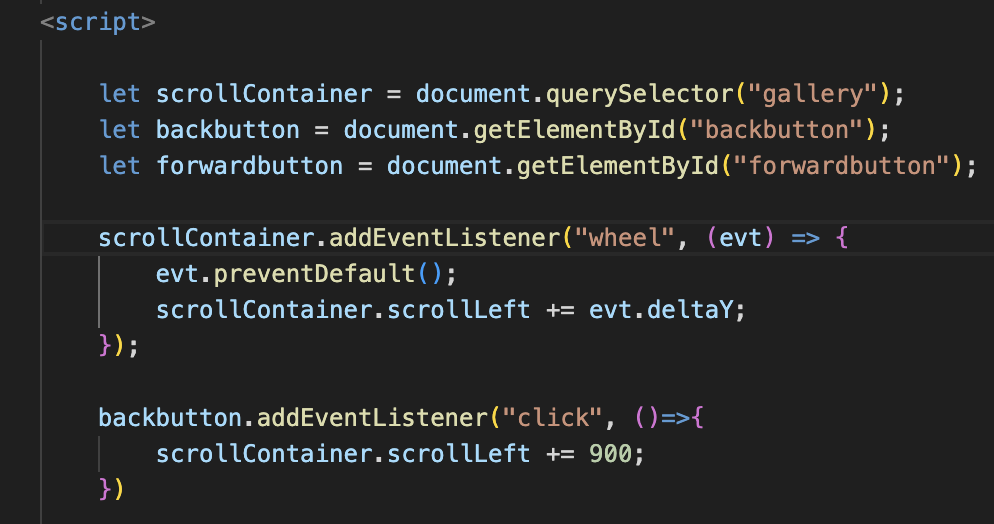 <script>
let scrollContainer = document.querySelector("gallery");
let backbutton = document.getElementById("backbutton");
let forwardbutton = document.getElementById("forwardbutton");
scrollContainer.addEventListener("wheel", (evt) => {
evt.preventDefault();
scrollContainer.scrollLeft += evt.deltaY;
});
backbutton.addEventListener("click", ()=>{
scrollContainer.scrollLeft += 900;
})